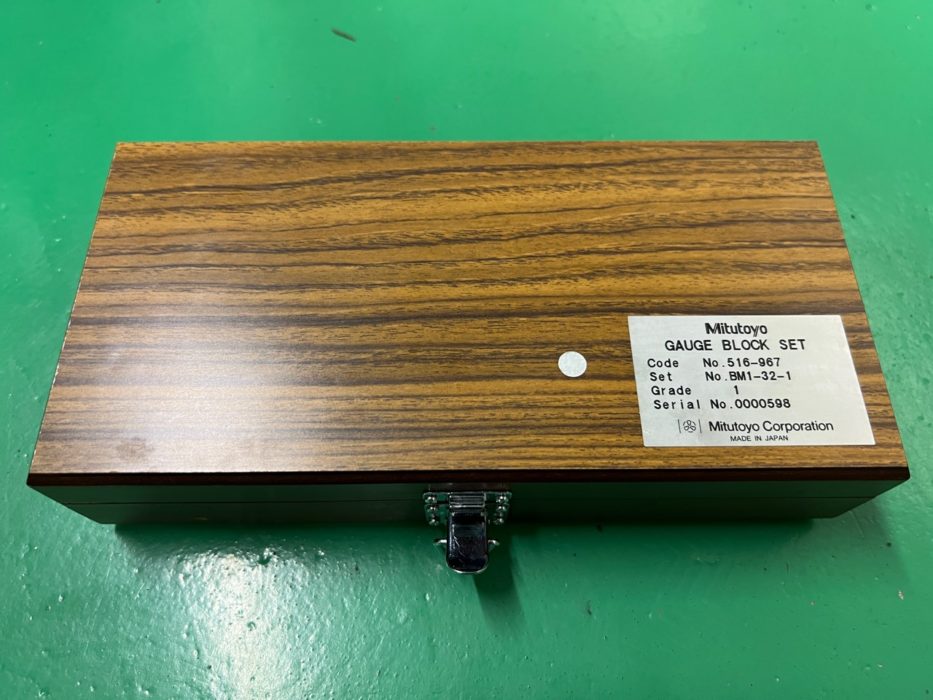 Mitutoyo
GAUGE BLOCK SET
Code No.516-967
Set No.BM1-32-1
Grade 1
Serial No.0000598
Mitutoyo Corporation
MADE IN JAPAN